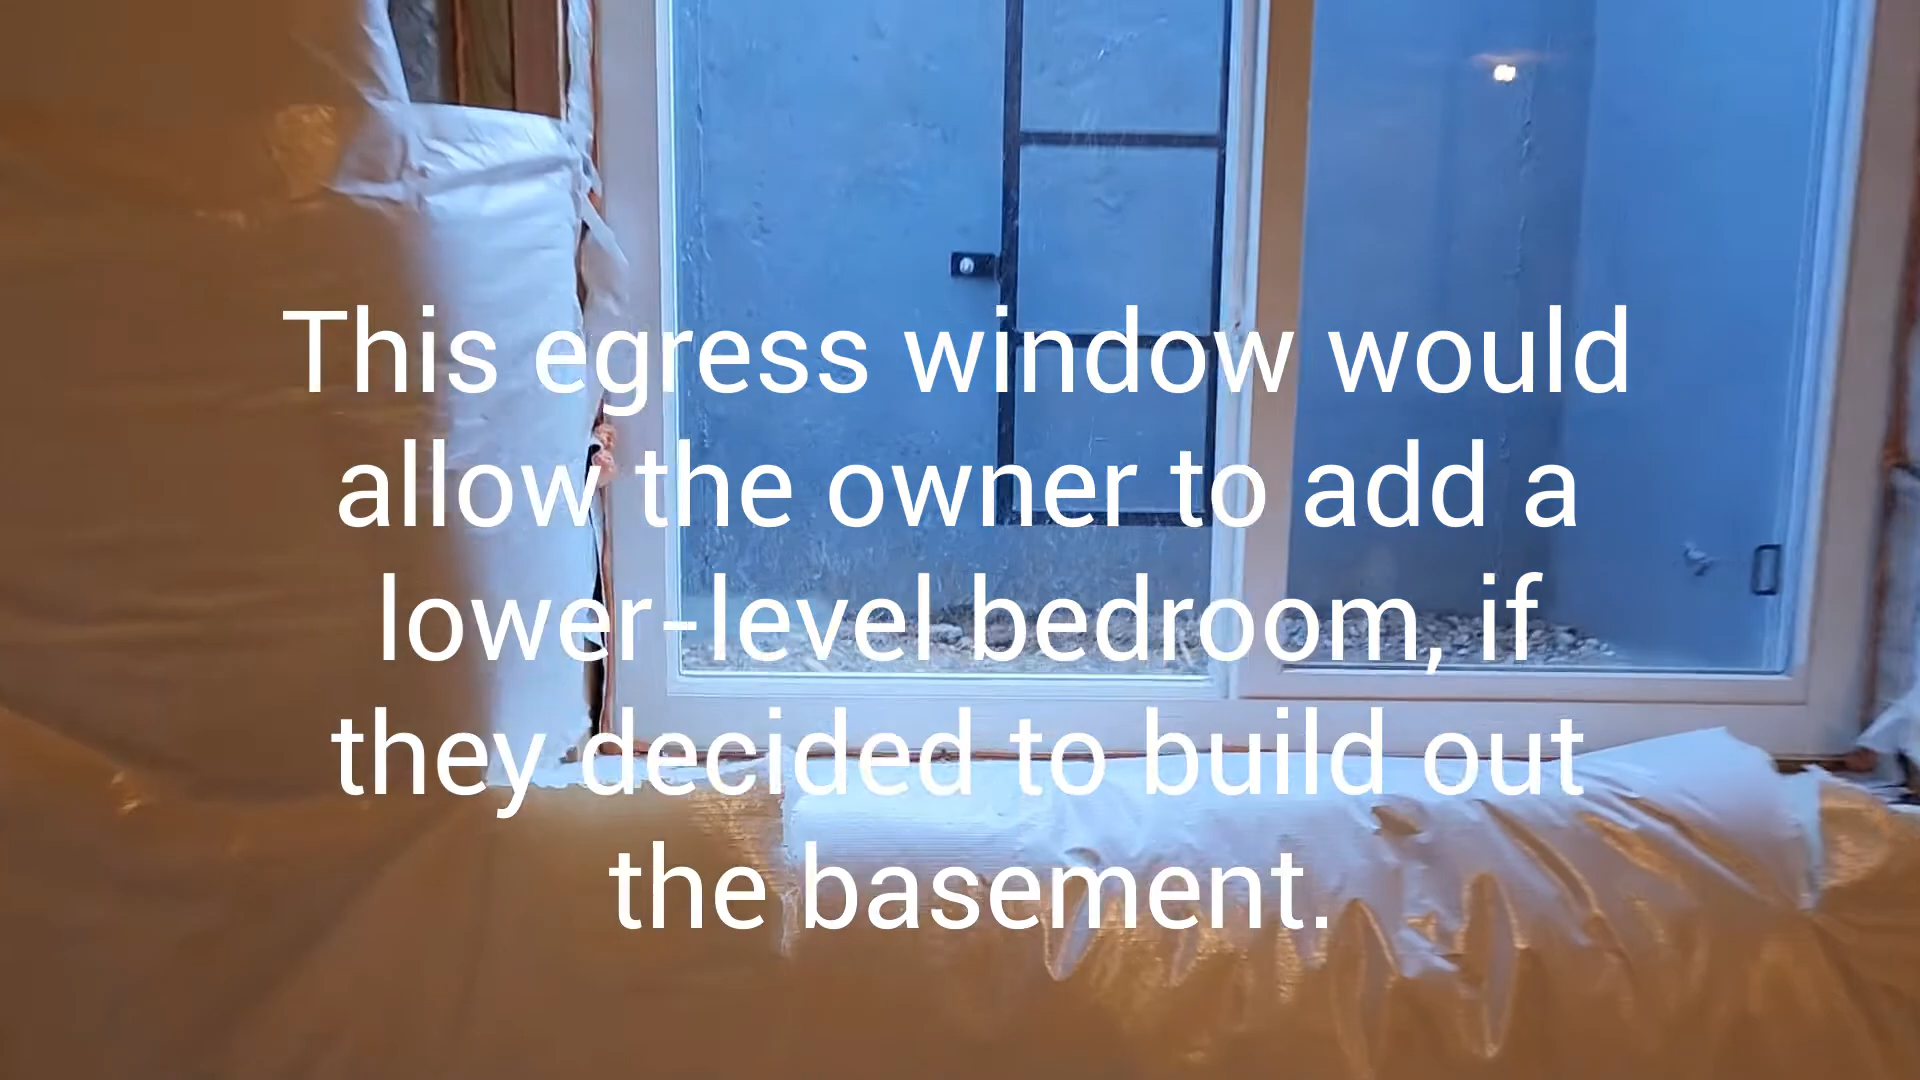 This egress window would
allow the owner to add a
lower-level bedroom, if
they decided to build out
the basement.